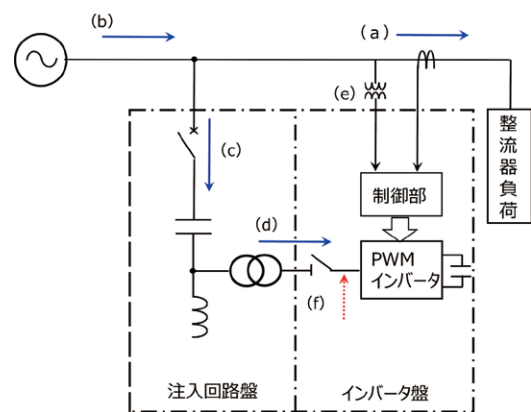 (b)
(a)
(e)
(c)
整流器負荷
制御部
(d)
PWM
インバータ
(f)
注入回路盤
インバータ盤